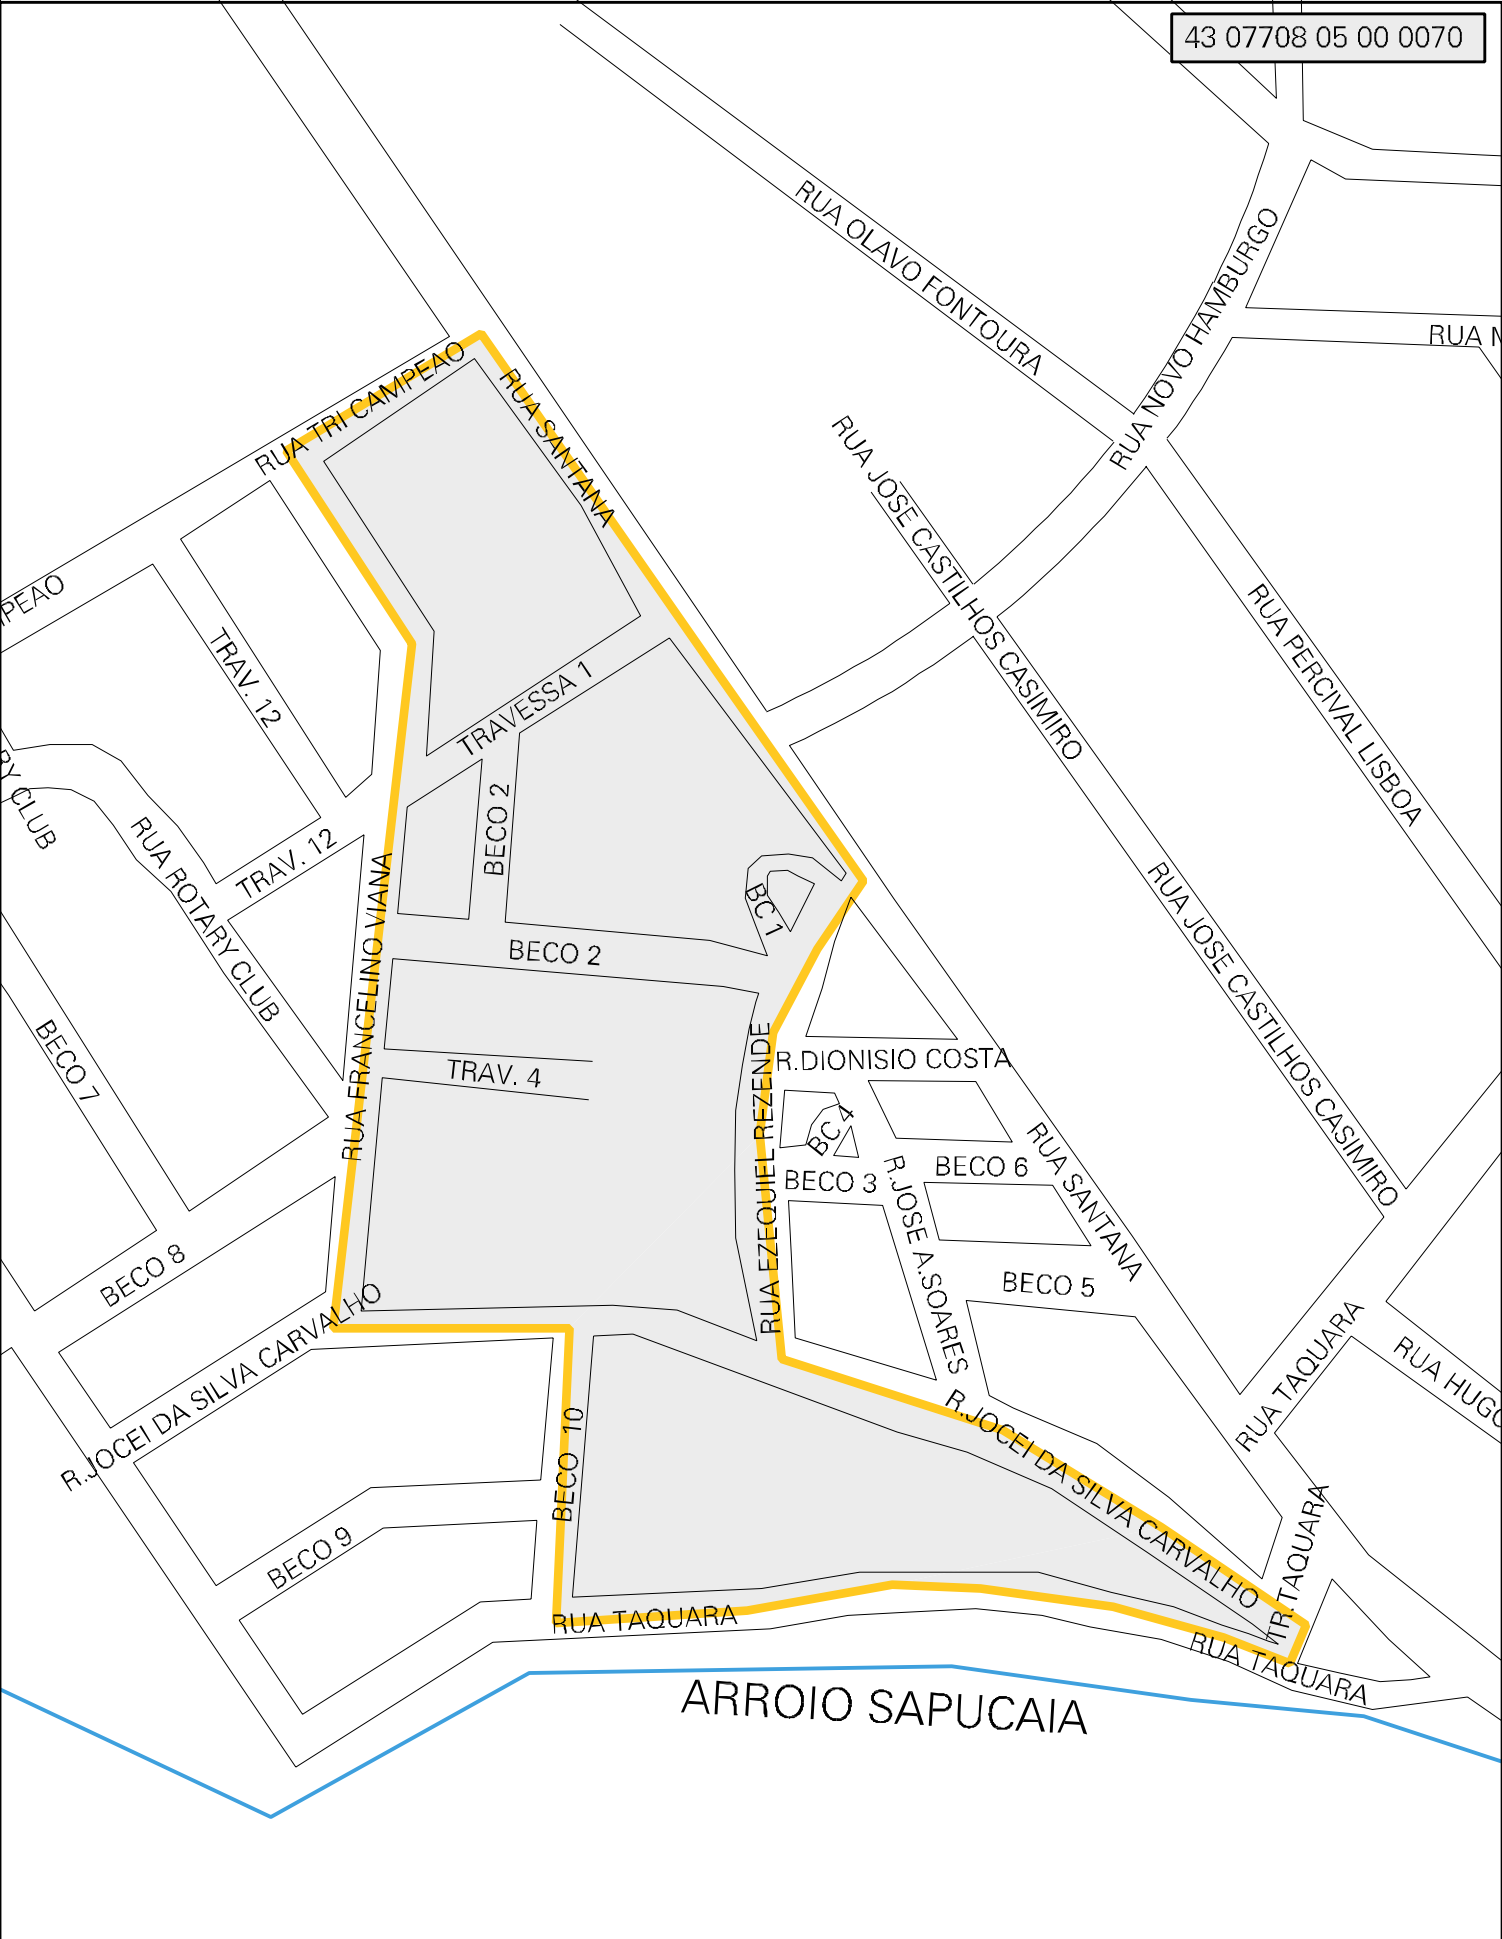 43 07708 05 00 0070
RUA OLAVO FONTOURA
RUA NOVO HAMBURGO
RUA TRI CAMPEAO
RUA SANTANA
RUA JOSE CASTILHOS CASIMIRO
PEAO
TRAV. 12
RUA PERCIVAL LISBOA
TRAVESSA 1
CLUB
BECO 2
RUA ROTARY CLUB
TRAV. 12
RUA FRANCELINO VIANA
BC 1
BECO 2
RUA JOSE CASTILHOS CASIMIRO
BECO 7
TRAV. 4
RUA EZEQUIEL REZENDE
R.DIONISIO COSTA
BC 4
BECO 3
BECO 6
RUA SANTANA
R.JOSE A.SOARES
BECO 8
BECO 5
R.JOCEI DA SILVA CARVALHO
RUA TAQUARA
RUA HUGO
BECO 10
R.JOCEI DA SILVA CARVALHO
BECO 9
TR.TAQUARA
RUA TAQUARA
RUA TAQUARA
ARROIO SAPUCAIA